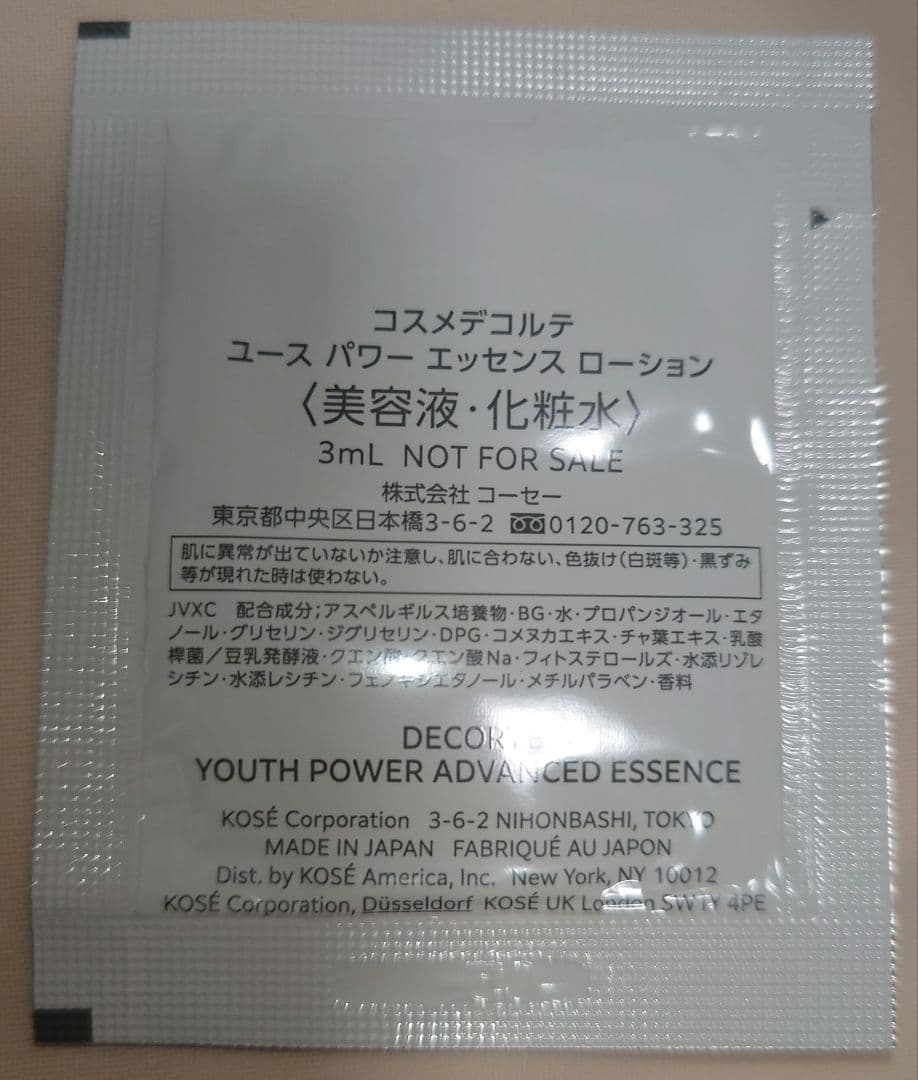 コスメデコルテ
ユース パワー エッセンス ローション
〈美容液・化粧水〉
3mL NOT FOR SALE
株式会社 コーセー
東京都中央区日本橋3-6-2 0120-763-325
肌に異常が出ていないか注意し、肌に合わない、色抜け(白斑等)・黒ずみ
等が現れた時は使わない。
JVXC 配合成分;アスペルギルス培養物・BG・水・プロパンジオール・エタ
ノール・グリセリン・ジグリセリン・DPG・コメヌカエキス・チャ葉エキス・乳酸
桿菌/豆乳発酵液・クエン酸・クエン酸Na・フィトステロールズ・水添リゾレ
シチン・水添レシチン・フェノキシエタノール・メチルパラベン・香料
DECORTÉ
YOUTH POWER ADVANCED ESSENCE
KOSÉ Corporation 3-6-2 NIHONBASHI, TOKYO
MADE IN JAPAN FABRIQUÉ AU JAPON
Dist. by KOSÉ America, Inc. New York, NY 10012
KOSÉ Corporation, Düsseldorf KOSÉ UK London 4PE